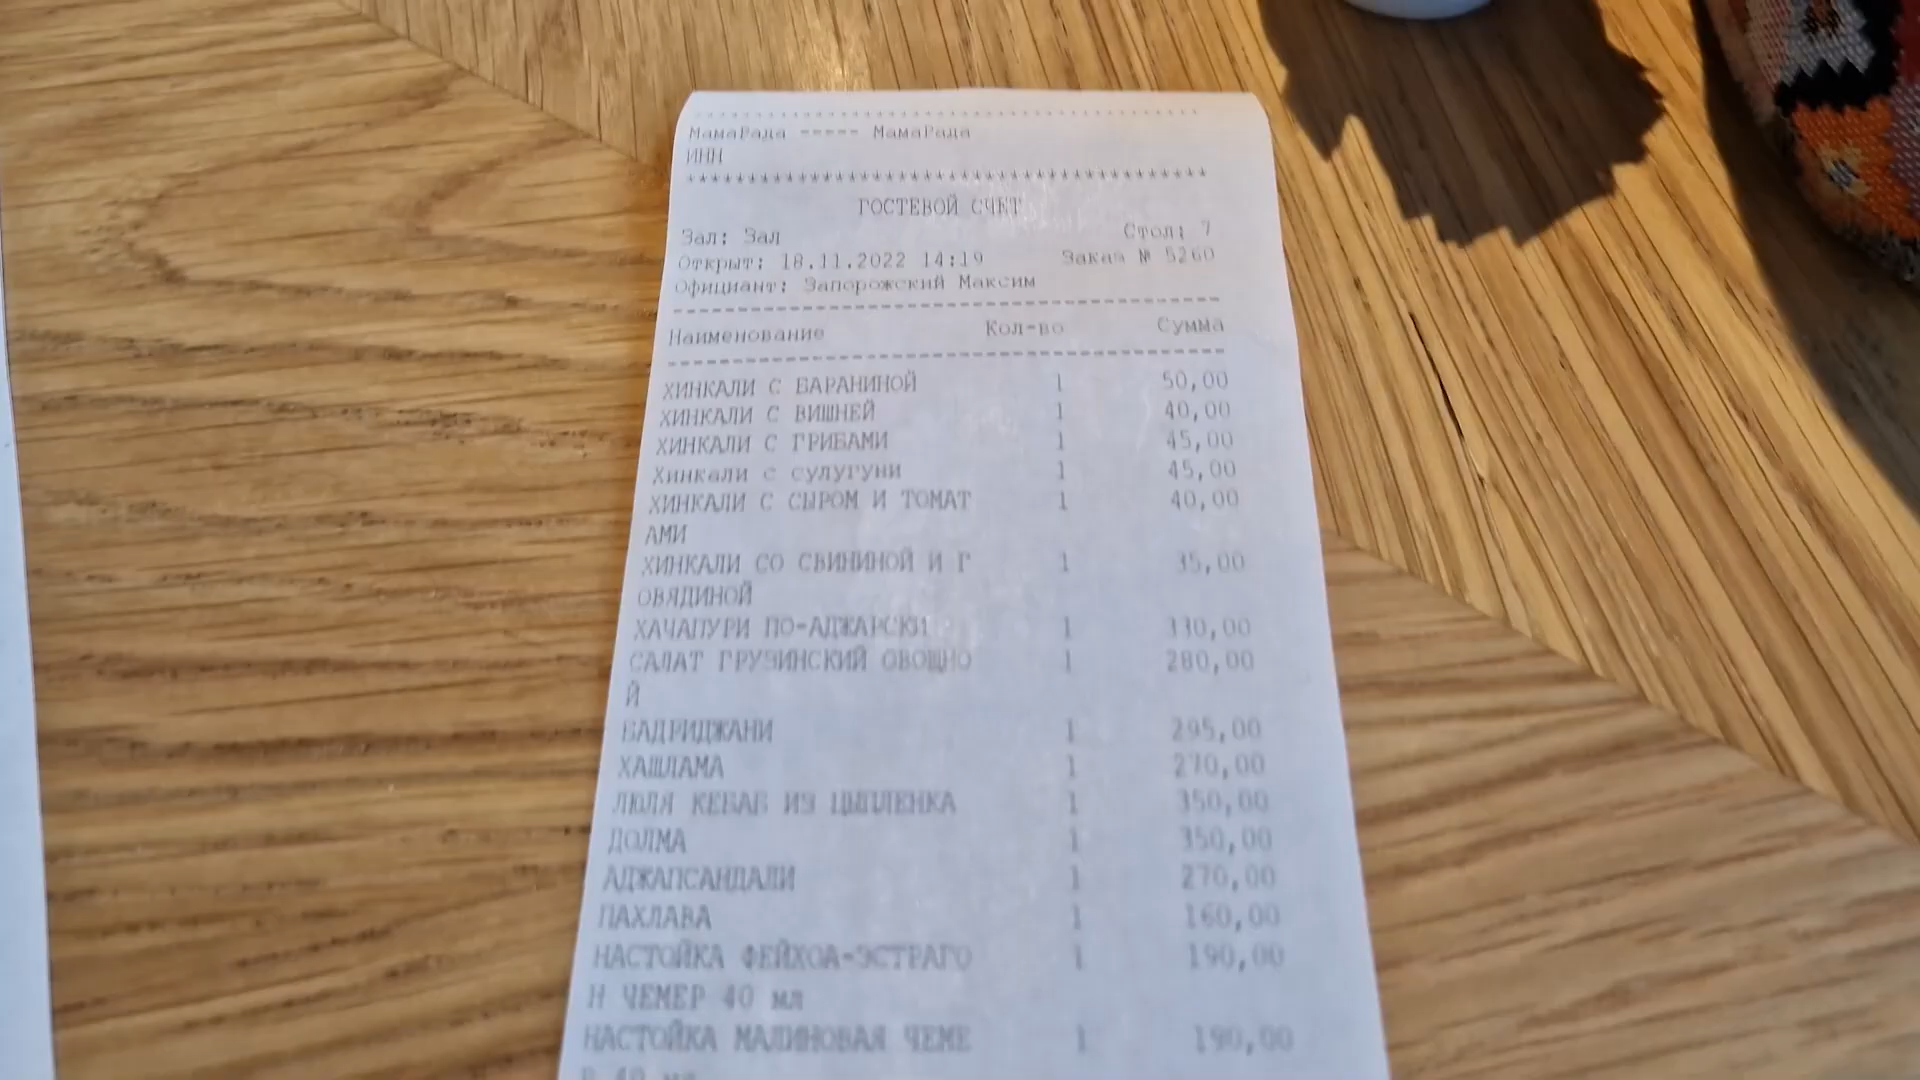 МамаРада ----- МамаРада
ИНН
*****************************************
ГОСТЕВОЙ СЧЕТ
Зал: Зал Стол: 7
Открыт: 18.11.2022 14:19 Заказ № 5260
Официант: Запорожский Максим
Наименование Кол-во Сумма
ХИНКАЛИ С БАРАНИНОЙ 1 50,00
ХИНКАЛИ С ВИШНЕЙ 1 40,00
ХИНКАЛИ С ГРИБАМИ 1 45,00
Хинкали с сулугуни 1 45,00
ХИНКАЛИ С СЫРОМ И ТОМАТ 1 40,00
АМИ
ХИНКАЛИ СО СВИНИНОЙ И Г 1 35,00
ОВЯДИНОЙ
ХАЧАПУРИ ПО-АДЖАРСКИ 1 330,00
САЛАТ ГРУЗИНСКИЙ ОВОЩНО 1 280,00
Й
БАДРИДЖАНИ 1 295,00
ХАШЛАМА 1 270,00
ЛЮЛЯ КЕБАБ ИЗ ЦЫПЛЕНКА 1 350,00
ДОЛМА 1 350,00
АДЖАПСАНДАЛИ 1 270,00
ПАХЛАВА 1 160,00
НАСТОЙКА ФЕЙХОА-ЭСТРАГО 1 190,00
Н ЧЕМЕР 40 мл
НАСТОЙКА МАЛИНОВАЯ ЧЕМЕ 1 190,00
Р 40 мл